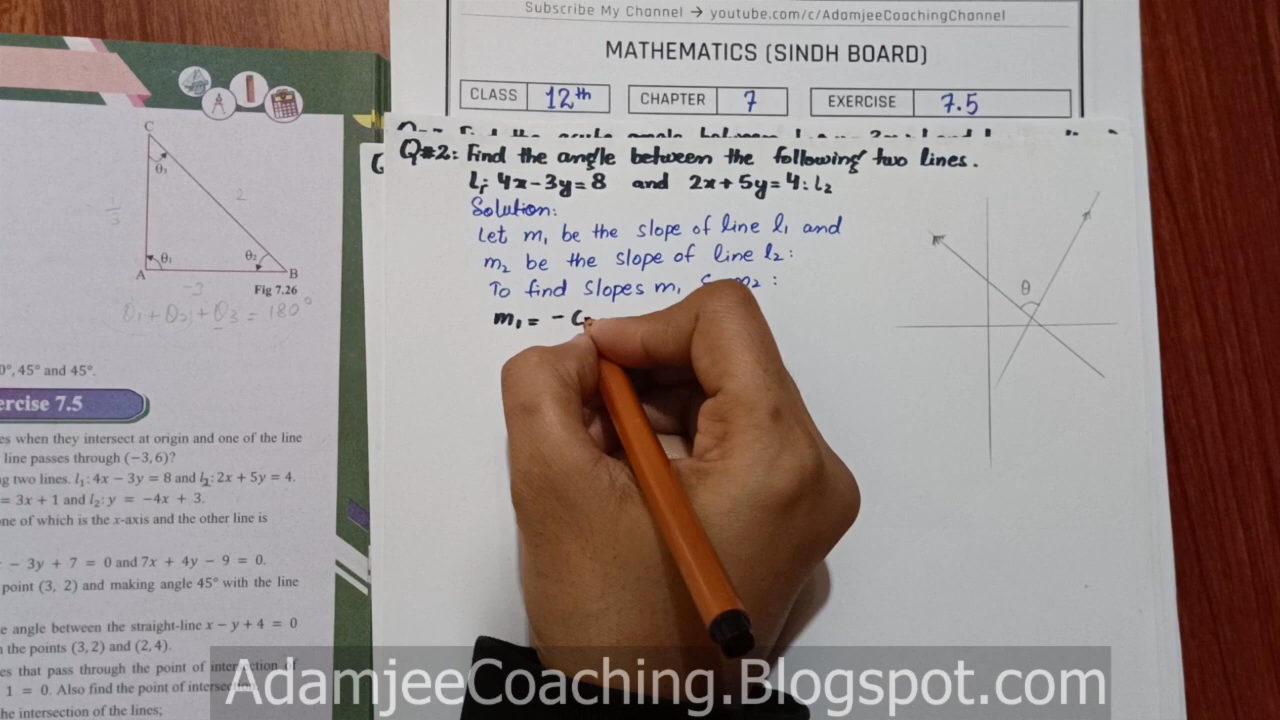 Subscribe My Channel → youtube.com/c/AdamjeeCoachingChannel
MATHEMATICS (SINDH BOARD)
CLASS 12th CHAPTER 7 EXERCISE 7.5
Q#2: Find the angle between the following two lines.
l₁: 4x-3y=8 and 2x+5y=4: l₂
Solution:
Let m₁ be the slope of line l₁ and
m₂ be the slope of line l₂:
To find slopes m₁ m₂ :
m₁ = -
θ
C
θ₃
2
1/3
A
θ₁
θ₂
B
-3
Fig 7.26
θ₁ + θ₂ + θ₃ = 180°
0°, 45° and 45°.
ercise 7.5
es when they intersect at origin and one of the line
line passes through (−3, 6)?
g two lines. l₁: 4x − 3y = 8 and l₂: 2x + 5y = 4.
= 3x + 1 and l₂: y = −4x + 3.
one of which is the x-axis and the other line is
− 3y + 7 = 0 and 7x + 4y − 9 = 0.
point (3, 2) and making angle 45° with the line
e angle between the straight-line x − y + 4 = 0
the points (3, 2) and (2, 4).
es that pass through the point of intersection of
1 = 0. Also find the point of
he intersection of the lines;
AdamjeeCoaching.Blogspot.com